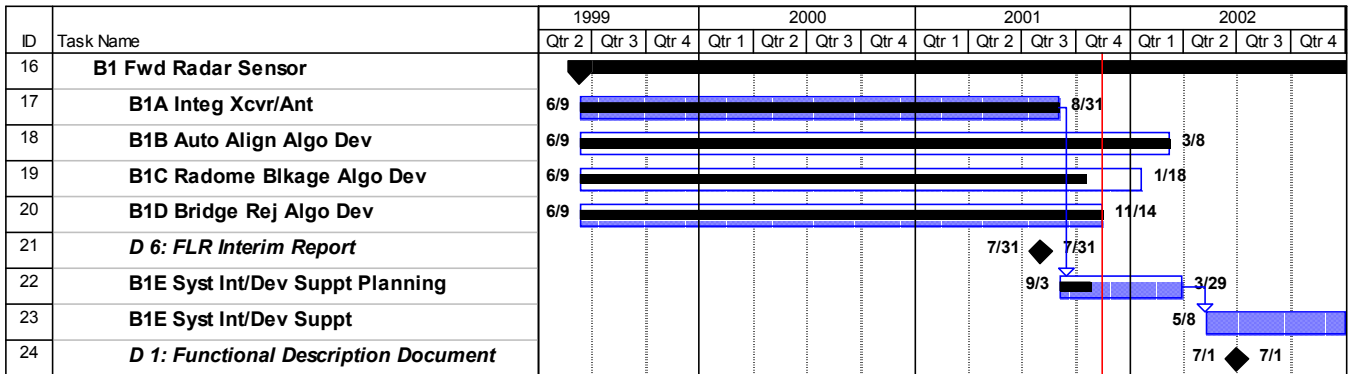 1999 2000 2001 2002
ID Task Name Qtr 2 Qtr 3 Qtr 4 Qtr 1 Qtr 2 Qtr 3 Qtr 4 Qtr 1 Qtr 2 Qtr 3 Qtr 4 Qtr 1 Qtr 2 Qtr 4
16 B1 Fwd Radar Sensor
17 B1A Integ Xcvr/Ant 6/9 8/31
18 B1B Auto Align Algo Dev 6/9 3/8
19 B1C Radome Blkage Algo Dev 6/9 1/18
20 B1D Bridge Rej Algo Dev 6/9 11/14
21 D 6: FLR Interim Report 7/31 7/31
22 B1E Syst Int/Dev Suppt Planning 9/3 3/29
23 B1E Syst Int/Dev Suppt 5/8
24 D 1: Functional Description Document 7/1 7/1